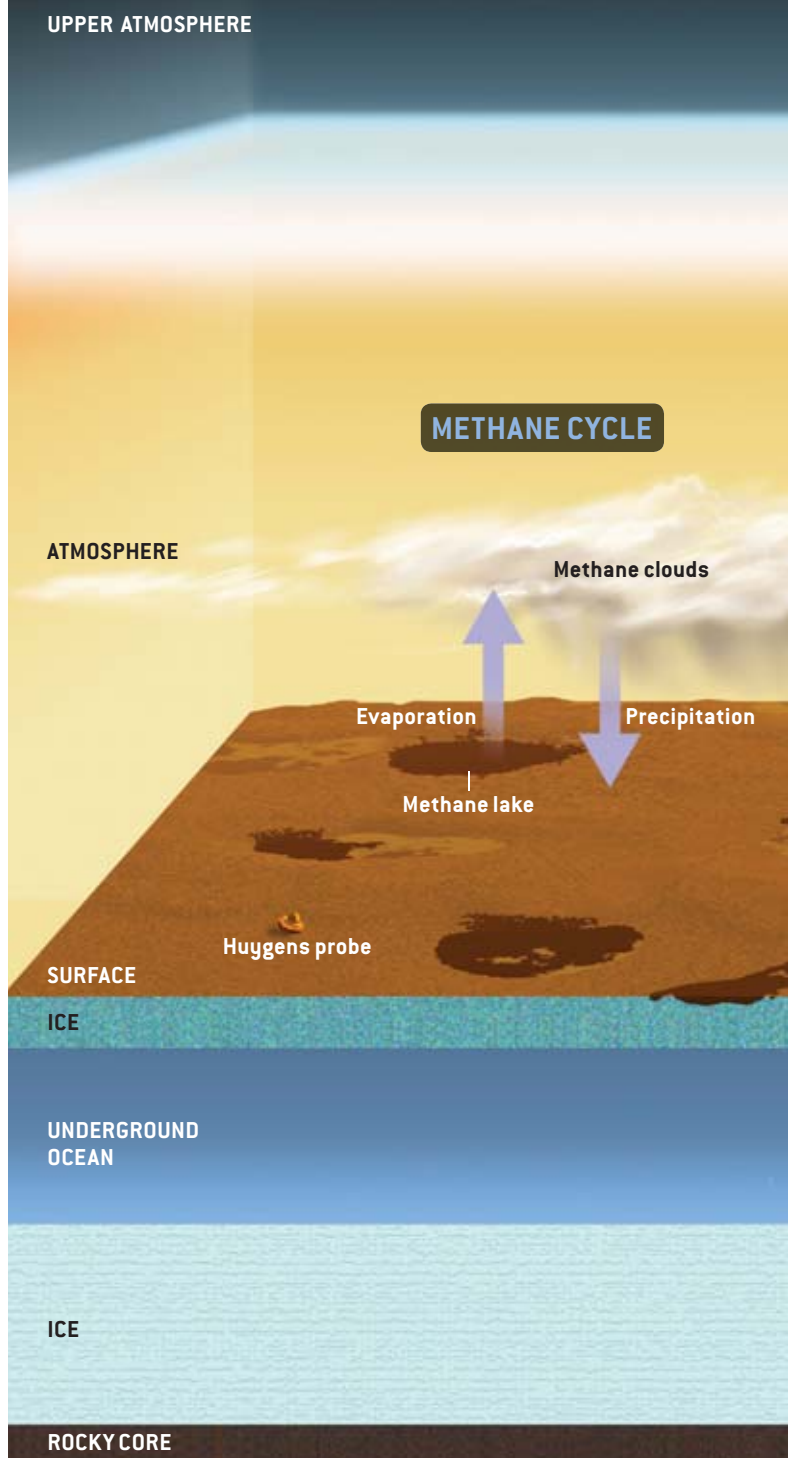 UPPER ATMOSPHERE
METHANE CYCLE
ATMOSPHERE
Methane clouds
Evaporation
Precipitation
Methane lake
Huygens probe
SURFACE
ICE
UNDERGROUND
OCEAN
ICE
ROCKY CORE